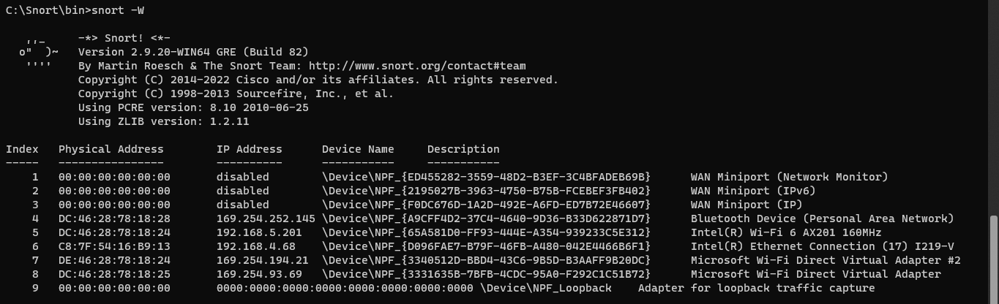 C:\Snort\bin>snort -W
,,_ -*> Snort! <*-
o" )~ Version 2.9.20-WIN64 GRE (Build 82)
'''' By Martin Roesch & The Snort Team: http://www.snort.org/contact#team
Copyright (C) 2014-2022 Cisco and/or its affiliates. All rights reserved.
Copyright (C) 1998-2013 Sourcefire, Inc., et al.
Using PCRE version: 8.10 2010-06-25
Using ZLIB version: 1.2.11
Index Physical Address IP Address Device Name Description
----- ---------------- ---------- ----------- -----------
1 00:00:00:00:00:00 disabled \Device\NPF_{ED455282-3559-48D2-B3EF-3C4BFADEB69B} WAN Miniport (Network Monitor)
2 00:00:00:00:00:00 disabled \Device\NPF_{2195027B-3963-4750-B75B-FCEBEF3FB402} WAN Miniport (IPv6)
3 00:00:00:00:00:00 disabled \Device\NPF_{F0DC676D-1A2D-492E-A6FD-ED7B72E46607} WAN Miniport (IP)
4 DC:46:28:78:18:28 169.254.252.145 \Device\NPF_{A9CFF4D2-37C4-4640-9D36-B33D622871D7} Bluetooth Device (Personal Area Network)
5 DC:46:28:78:18:24 192.168.5.201 \Device\NPF_{65A581D0-FF93-444E-A354-939233C5E312} Intel(R) Wi-Fi 6 AX201 160MHz
6 C8:7F:54:16:B9:13 192.168.4.68 \Device\NPF_{D096FAE7-B79F-46FB-A480-042E4466B6F1} Intel(R) Ethernet Connection (17) I219-V
7 DE:46:28:78:18:24 169.254.194.21 \Device\NPF_{3340512D-BBD4-43C6-9B5D-B3AAFF9B20DC} Microsoft Wi-Fi Direct Virtual Adapter #2
8 DC:46:28:78:18:25 169.254.93.69 \Device\NPF_{3331635B-7BFB-4CDC-95A0-F292C1C51B72} Microsoft Wi-Fi Direct Virtual Adapter
9 00:00:00:00:00:00 0000:0000:0000:0000:0000:0000:0000:0000 \Device\NPF_Loopback Adapter for loopback traffic capture